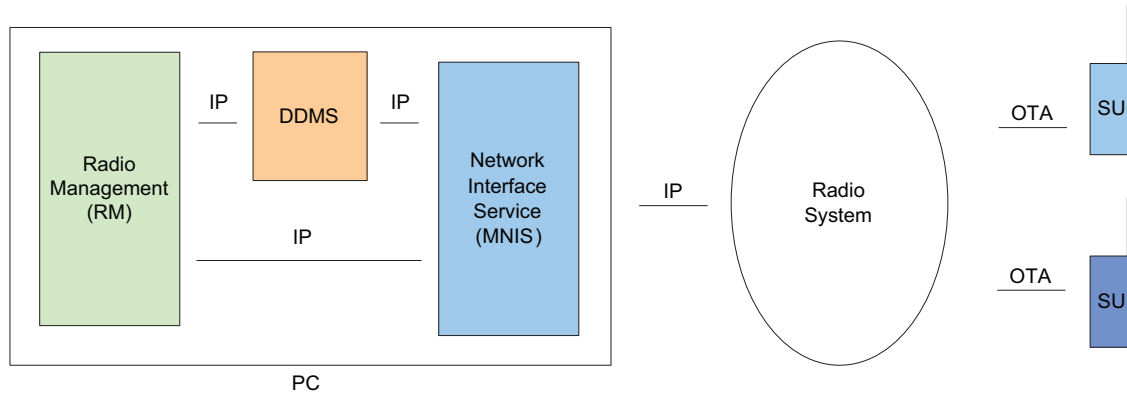 Radio
Management
(RM)
IP
DDMS
IP
Network
Interface
Service
(MNIS)
IP
PC
IP
Radio
System
OTA
SU
OTA
SU